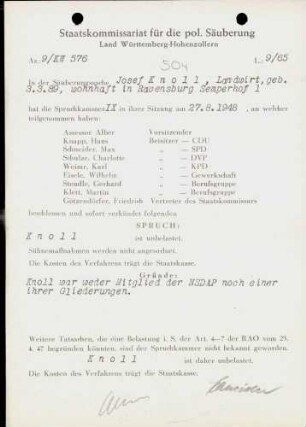 Staatskommissariat für die pol. Säuberung
Land Württemberg-Hohenzollern
Az. 9/KW 576
L. 9/65
504
In der Säuberungssache Josef Knoll, Landwirt, geb.
3.3.89, wohnhaft in Ravensburg Semperhof 1
hat die Spruchkammer IX in ihrer Sitzung am 27.8.1948, an welcher
teilgenommen haben:
Assessor Allier Vorsitzender
Knapp, Hans Beisitzer — CDU
Schneider, Max „ — SPD
Schulze, Charlotte „ — DVP
Weimz, Karl „ — KPD
Eisele, Wilhelm „ — Gewerkschaft
Steudle, Gerhard „ — Berufsgruppe
Klett, Martin „ — Berufsgruppe
Götzendörfer, Friedrich Vertreter des Staatskommissars
beschlossen und sofort verkündet folgenden
SPRUCH:
Knoll
ist unbelastet.
Sühnemaßnahmen werden nicht angeordnet.
Die Kosten des Verfahrens trägt die Staatskasse.
Gründe:
Knoll war weder Mitglied der NSDAP noch einer
ihrer Gliederungen.
Weitere Tatsachen, die eine Belastung i. S. der Art. 4—7 der RAO vom 25.
4. 47 begründen könnten, sind der Spruchkammer nicht bekannt geworden.
Knoll ist daher unbelastet.
Die Kosten des Verfahrens trägt die Staatskasse.